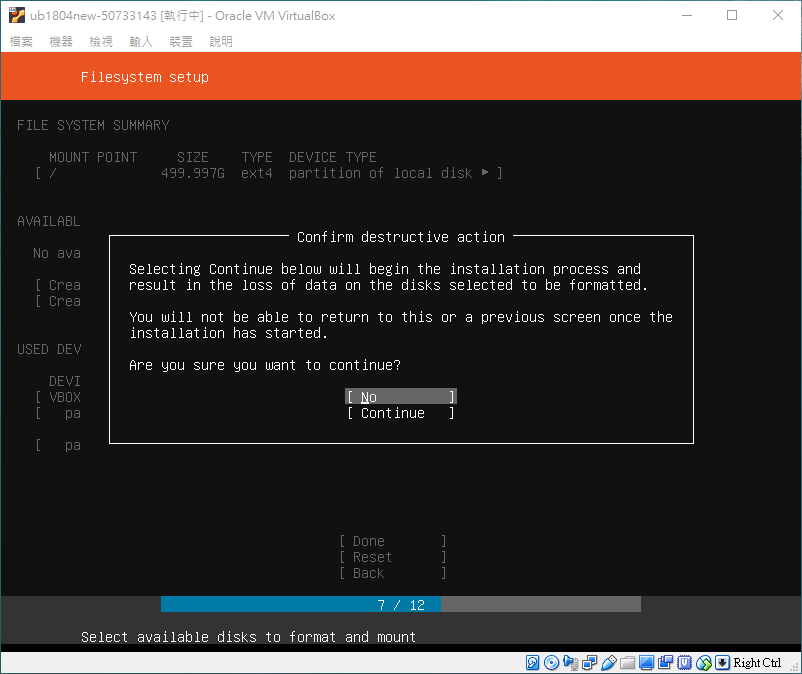 ub1804new-50733143 [執行中] - Oracle VM VirtualBox
檔案 機器 檢視 輸入 裝置 說明
Filesystem setup
FILE SYSTEM SUMMARY
MOUNT POINT SIZE TYPE DEVICE TYPE
[ / 499.997G ext4 partition of local disk ▸ ]
AVAILABL
Confirm destructive action
No ava
Selecting Continue below will begin the installation process and
[ Crea
result in the loss of data on the disks selected to be formatted.
[ Crea
You will not be able to return to this or a previous screen once the
installation has started.
USED DEV
Are you sure you want to continue?
DEVI
[ VBOX
[ No ]
[ pa
[ Continue ]
[ pa
[ Done ]
[ Reset ]
[ Back ]
7 / 12
Select available disks to format and mount
Right Ctrl